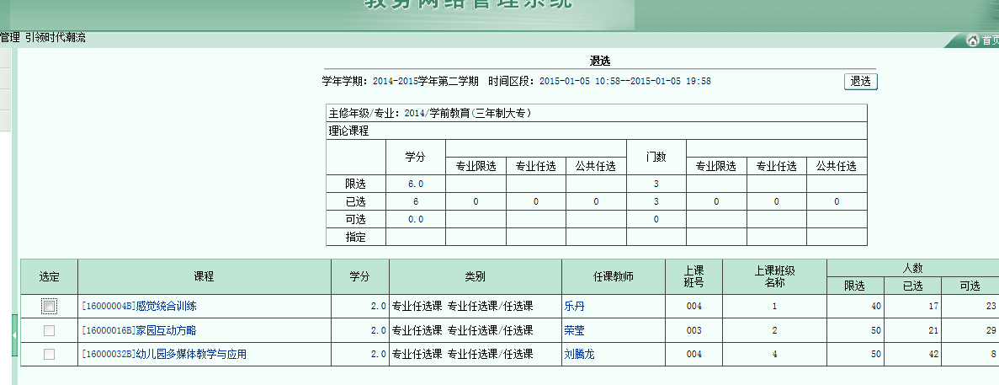 教务网络管理系统
管理 引领时代潮流
首页
退选
学年学期：2014-2015学年第二学期 时间区段：2015-01-05 10:58--2015-01-05 19:58 退选
主修年级/专业：2014/学前教育(三年制大专)
理论课程
学分 门数
专业限选 专业任选 公共任选 专业限选 专业任选 公共任选
限选 6.0 3
已选 6 0 0 0 3 0 0 0
可选 0.0 0
指定
选定 课程 学分 类别 任课教师 上课班号 上课班级名称 人数
限选 已选 可选
[16000004B]感觉统合训练 2.0 专业任选课 专业任选课/任选课 乐丹 004 1 40 17 23
[16000016B]家园互动方略 2.0 专业任选课 专业任选课/任选课 荣莹 003 2 50 21 29
[16000032B]幼儿园多媒体教学与应用 2.0 专业任选课 专业任选课/任选课 刘腾龙 004 4 50 42 8